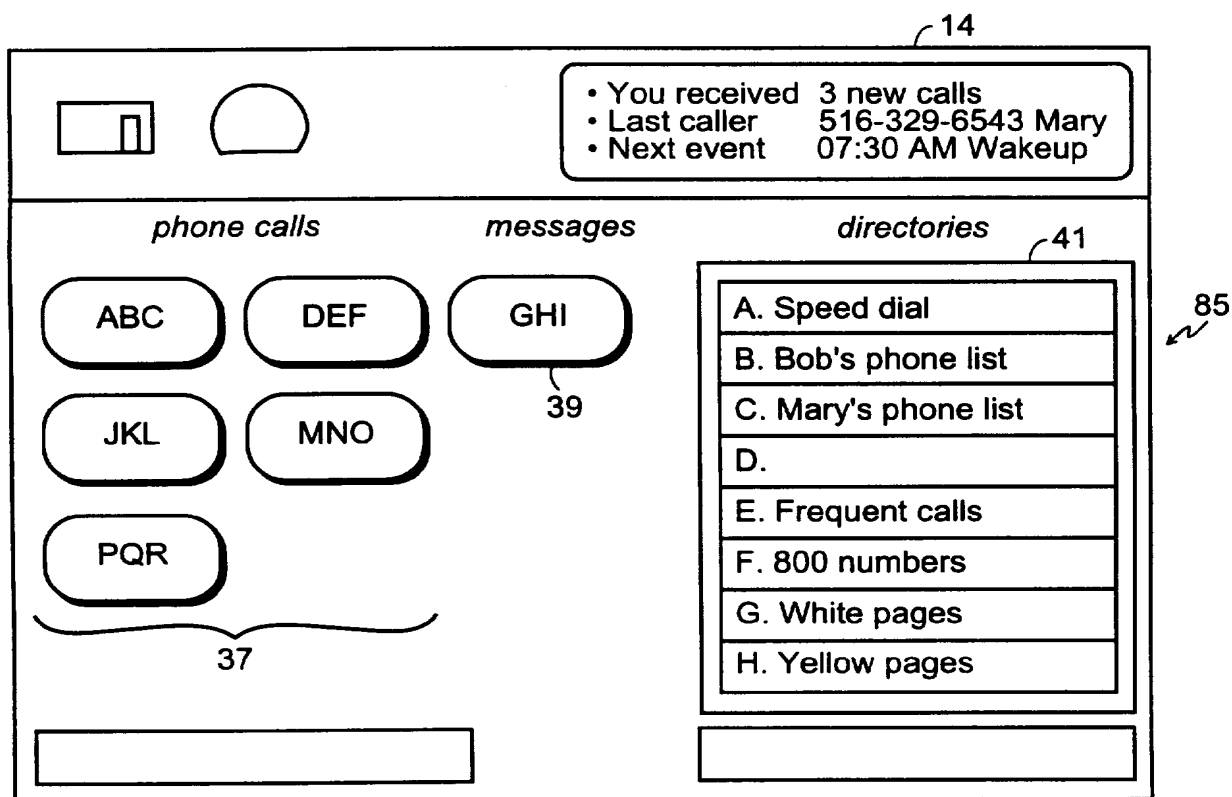 14
• You received 3 new calls
• Last caller 516-329-6543 Mary
• Next event 07:30 AM Wakeup
phone calls messages directories
41
85
ABC DEF GHI
39
JKL MNO
PQR
37
A. Speed dial
B. Bob's phone list
C. Mary's phone list
D.
E. Frequent calls
F. 800 numbers
G. White pages
H. Yellow pages